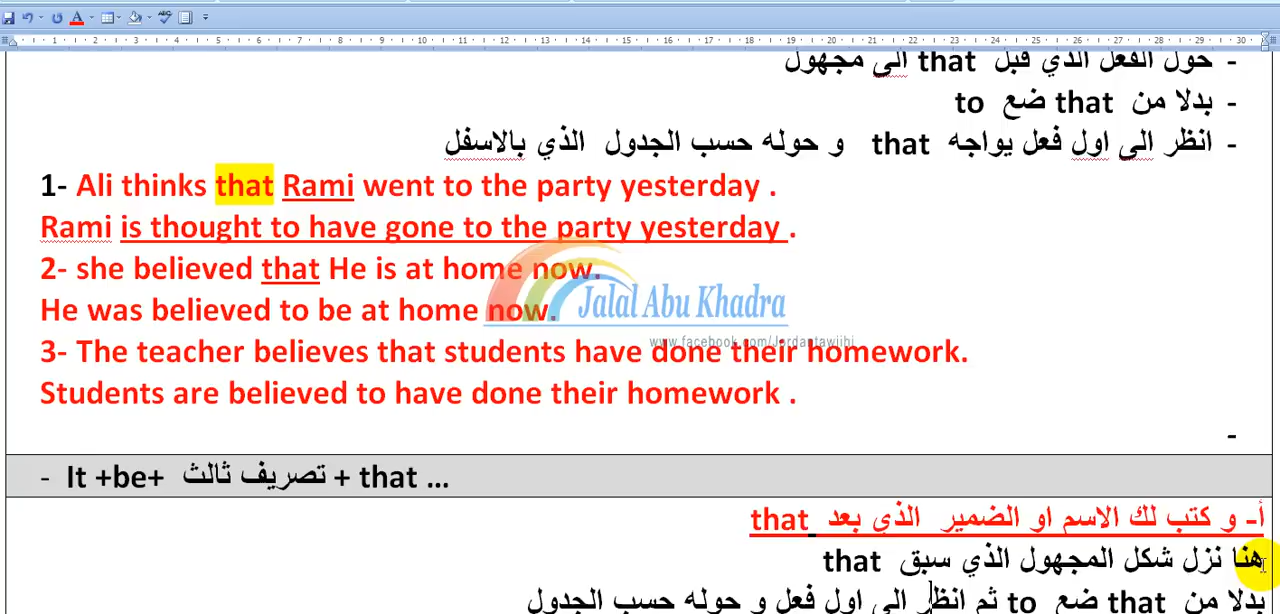 - حول الفعل الذي قبل that الى مجهول
- بدلا من that ضع to
- انظر الى اول فعل يواجه that و حوله حسب الجدول الذي بالاسفل
1- Ali thinks that Rami went to the party yesterday .
Rami is thought to have gone to the party yesterday .
2- she believed that He is at home now.
He was believed to be at home now.
Jalal Abu Khadra
www.facebook.com/Jordantawjihi
3- The teacher believes that students have done their homework.
Students are believed to have done their homework .
-
- It +be+ تصريف ثالث + that ...
أ- و كتب لك الاسم او الضمير الذي بعد that
هنا نزل شكل المجهول الذي سبق that
بدلا من that ضع to ثم انظر الى اول فعل و حوله حسب الجدول